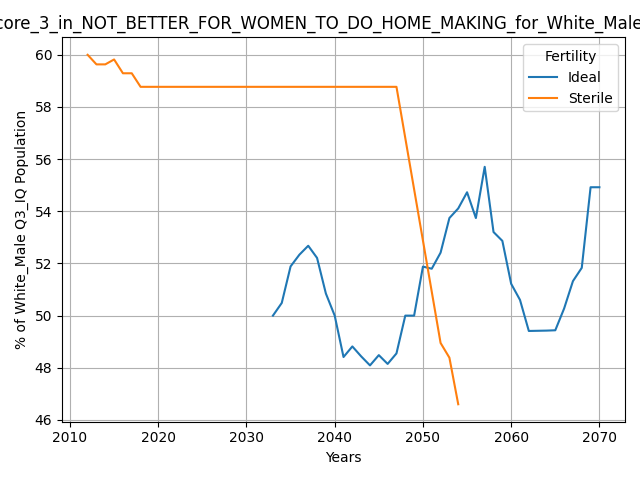 core_3_in_NOT_BETTER_FOR_WOMEN_TO_DO_HOME_MAKING_for_White_Male
Fertility
Ideal
Sterile
% of White_Male Q3_IQ Population
60
58
56
54
52
50
48
46
2010 2020 2030 2040 2050 2060 2070
Years